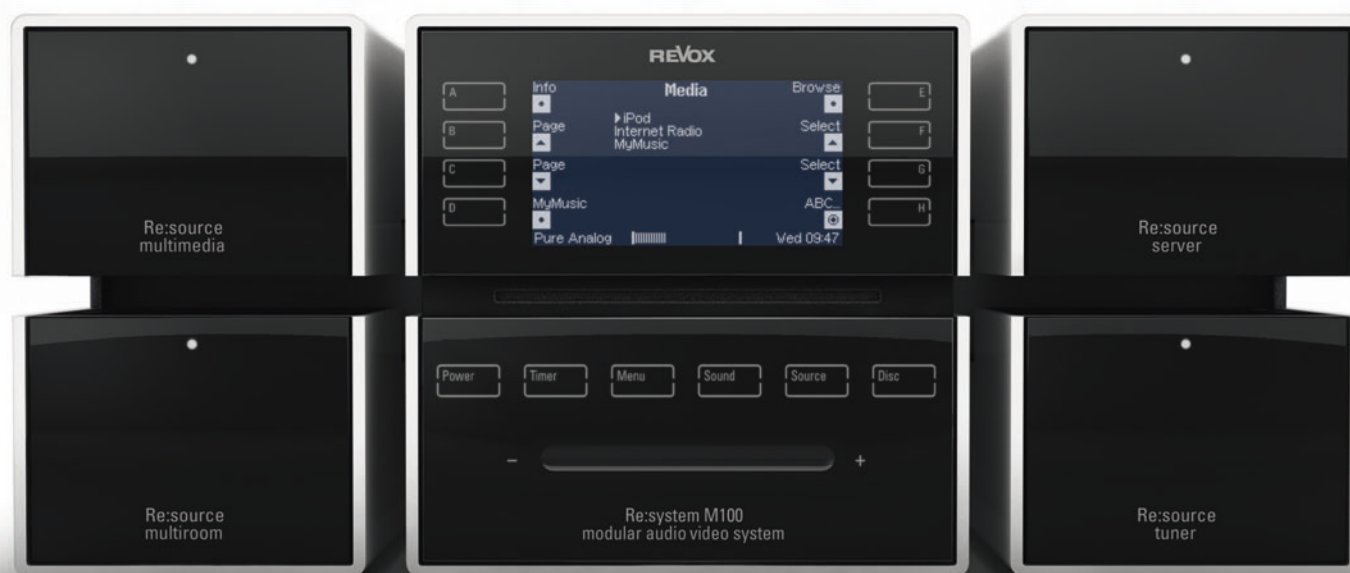 REVOX
A
B
C
D
Info
Page
Page
MyMusic
Media
iPod
Internet Radio
MyMusic
Browse
Select
Select
ABC...
Pure Analog
Wed 09:47
E
F
G
H
Re:source
multimedia
Re:source
server
Power
Timer
Menu
Sound
Source
Disc
- +
Re:source
multiroom
Re:system M100
modular audio video system
Re:source
tuner